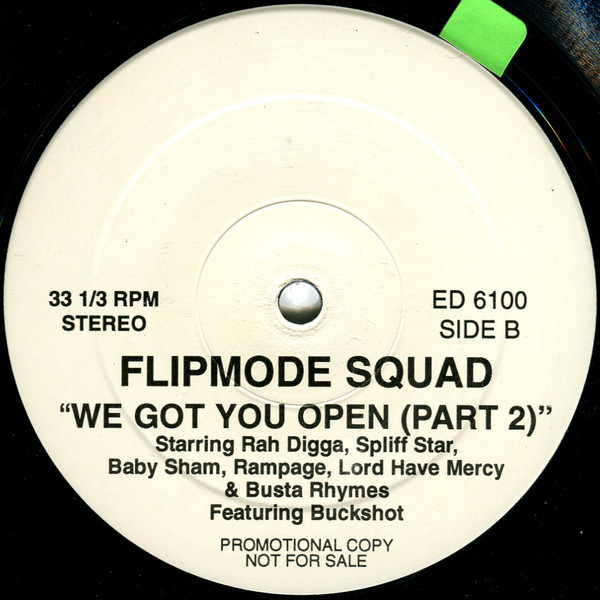 33 1/3 RPM
STEREO
ED 6100
SIDE B
FLIPMODE SQUAD
“WE GOT YOU OPEN (PART 2)”
Starring Rah Digga, Spliff Star,
Baby Sham, Rampage, Lord Have Mercy
& Busta Rhymes
Featuring Buckshot
PROMOTIONAL COPY
NOT FOR SALE